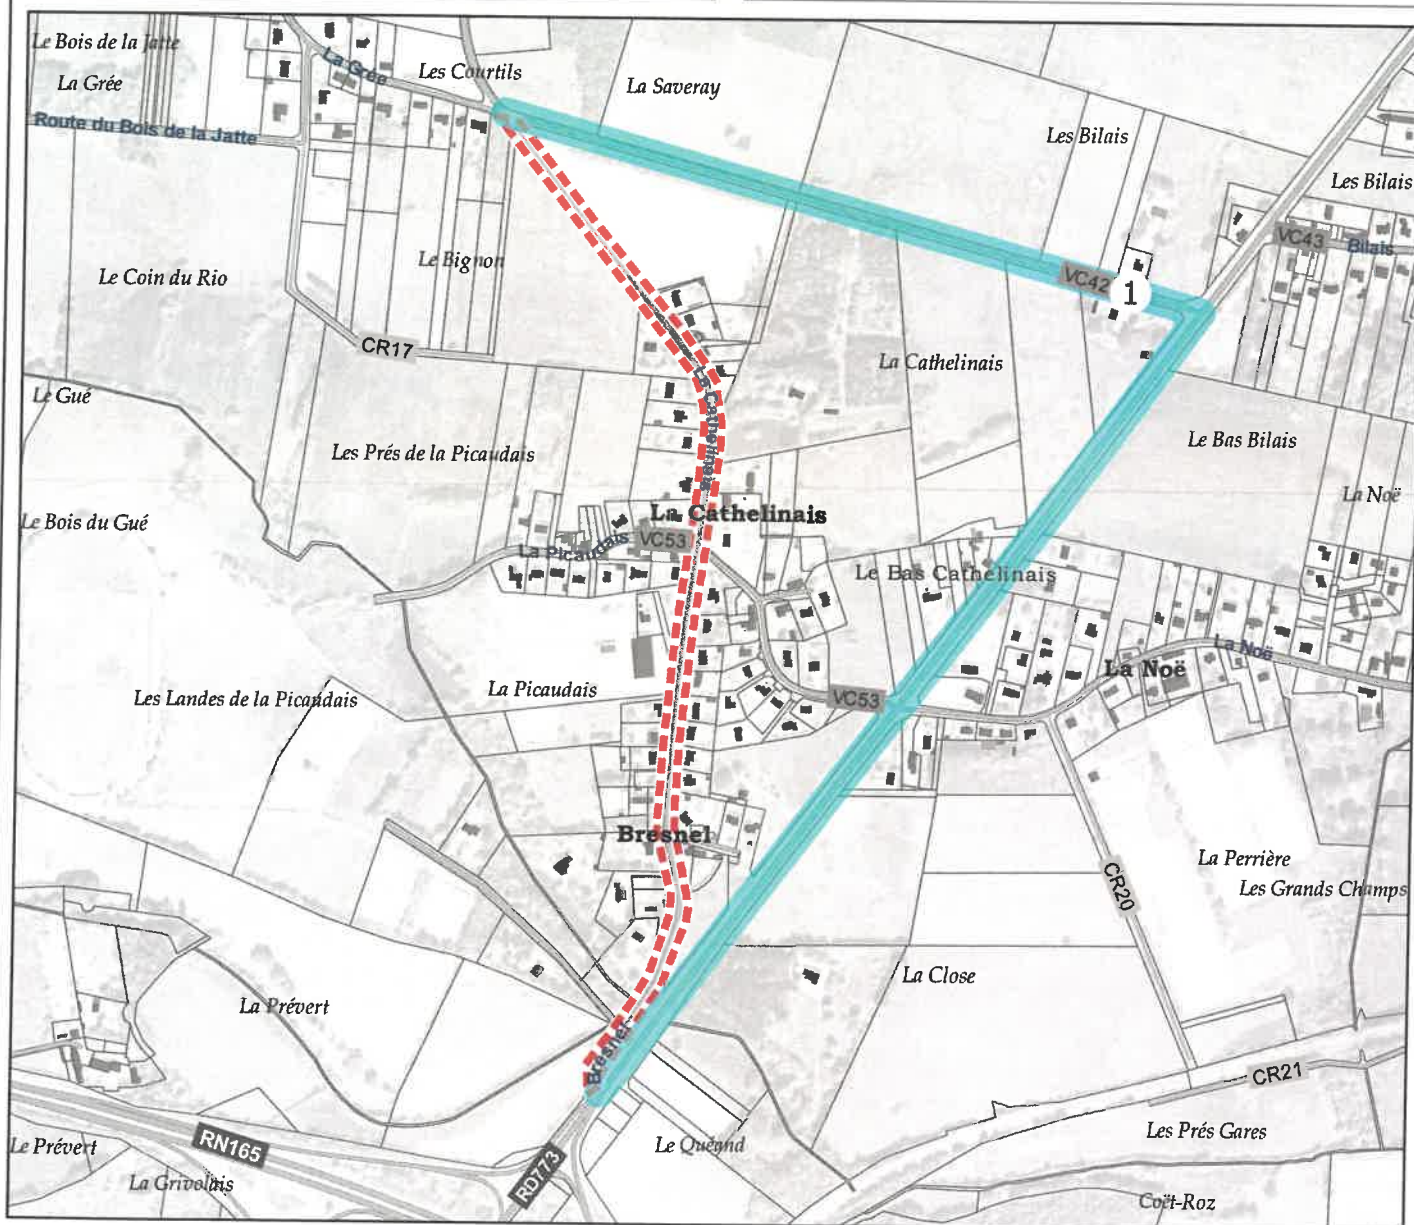 Le Bois de la Jatte
La Grée
La Grée
Les Courtils
La Saveray
Route du Bois de la Jatte
Les Bilais
Les Bilais
VC43
Bilais
Le Bignon
Le Coin du Rio
VC42
1
CR17
La Cathelinais
La Cathelinais
Le Gué
Les Prés de la Picaudais
Le Bas Bilais
La Noë
Le Bois du Gué
La Cathelinais
VC53
La Picaudais
Le Bas Cathelinais
La Noë
La Noë
Les Landes de la Picaudais
La Picaudais
VC53
Bresnel
La Perrière
CR20
Les Grands Champs
La Close
La Prévert
Bresnel
CR21
Le Prévert
RN165
Le Quéand
Les Prés Gares
La Grivolais
RD773
Coët-Roz